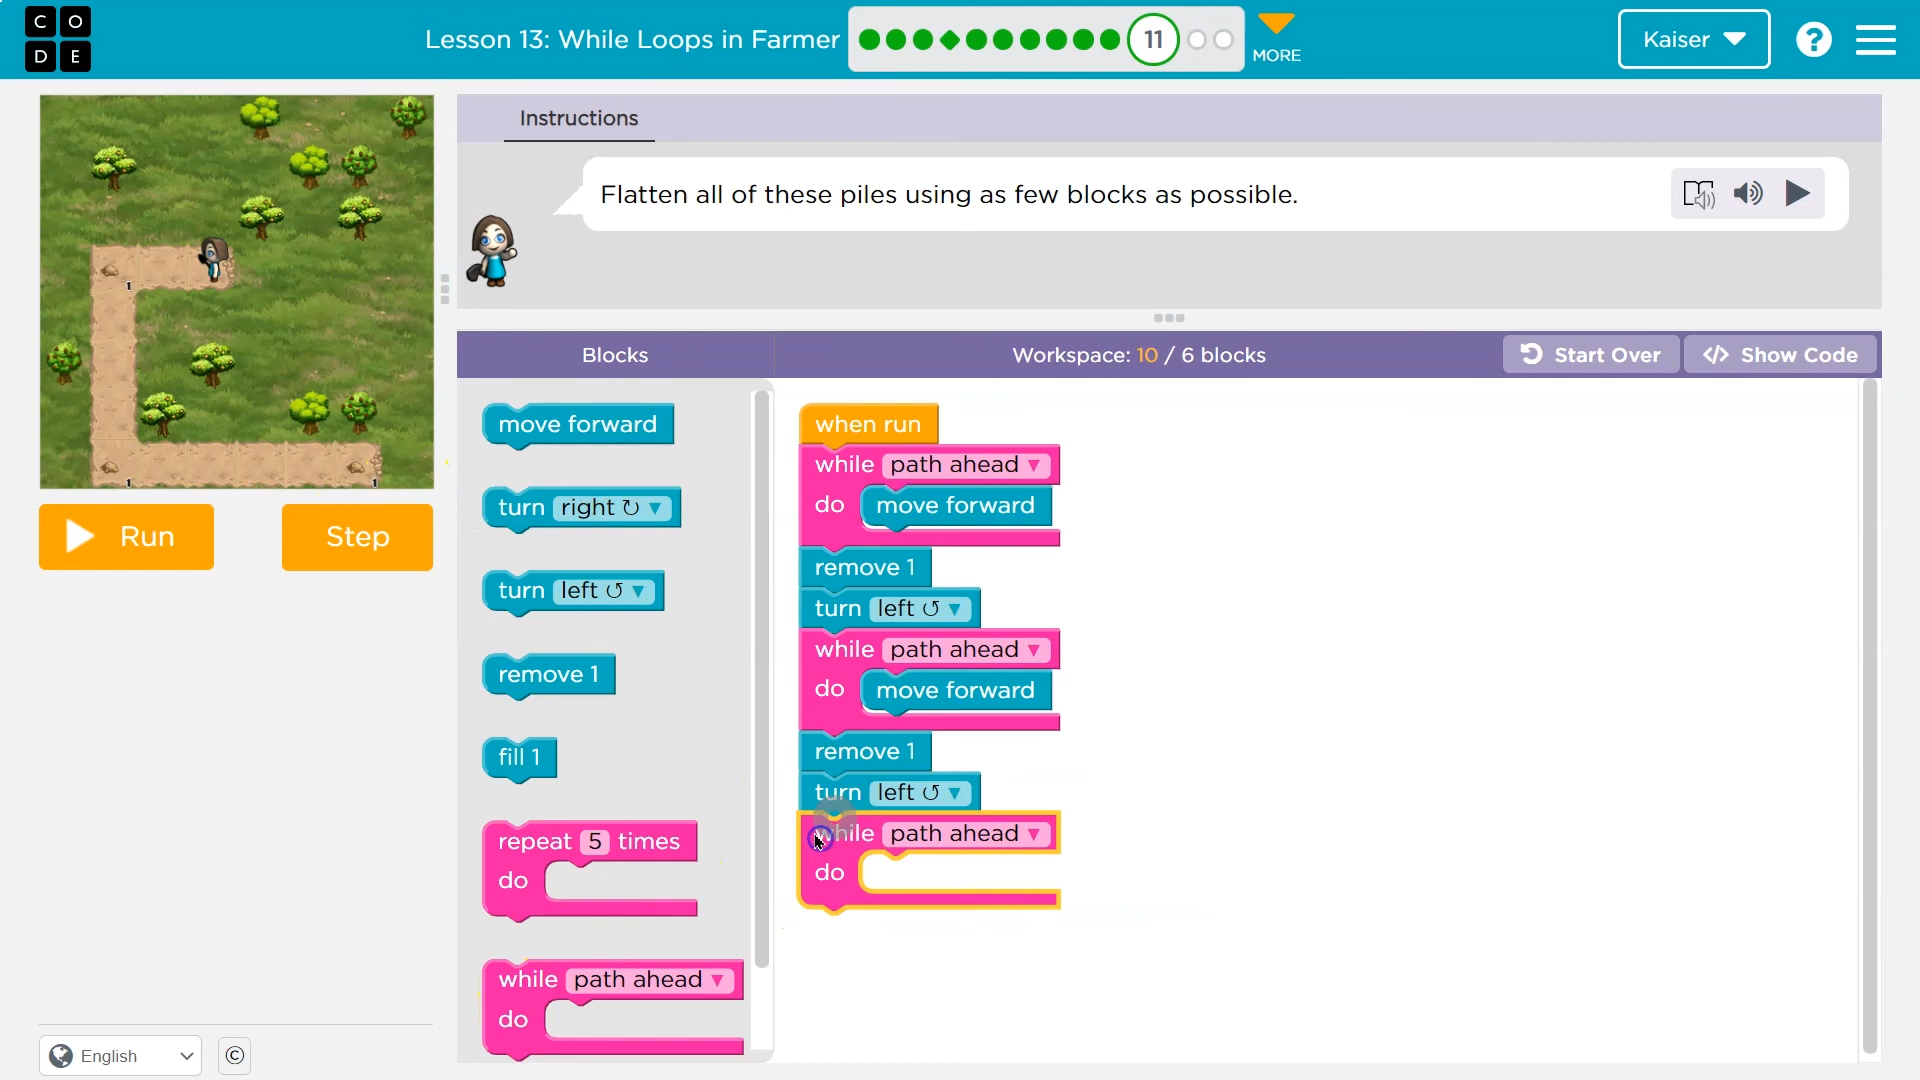 C O
D E
Lesson 13: While Loops in Farmer
11
MORE
Kaiser
?
Instructions
Flatten all of these piles using as few blocks as possible.
1
1
1
Run
Step
Blocks
Workspace: 10 / 6 blocks
Start Over
</> Show Code
move forward
turn right ↻ ▼
turn left ↺ ▼
remove 1
fill 1
repeat 5 times
do
while path ahead ▼
do
when run
while path ahead ▼
do move forward
remove 1
turn left ↺ ▼
while path ahead ▼
do move forward
remove 1
turn left ↺ ▼
while path ahead ▼
do
English
©